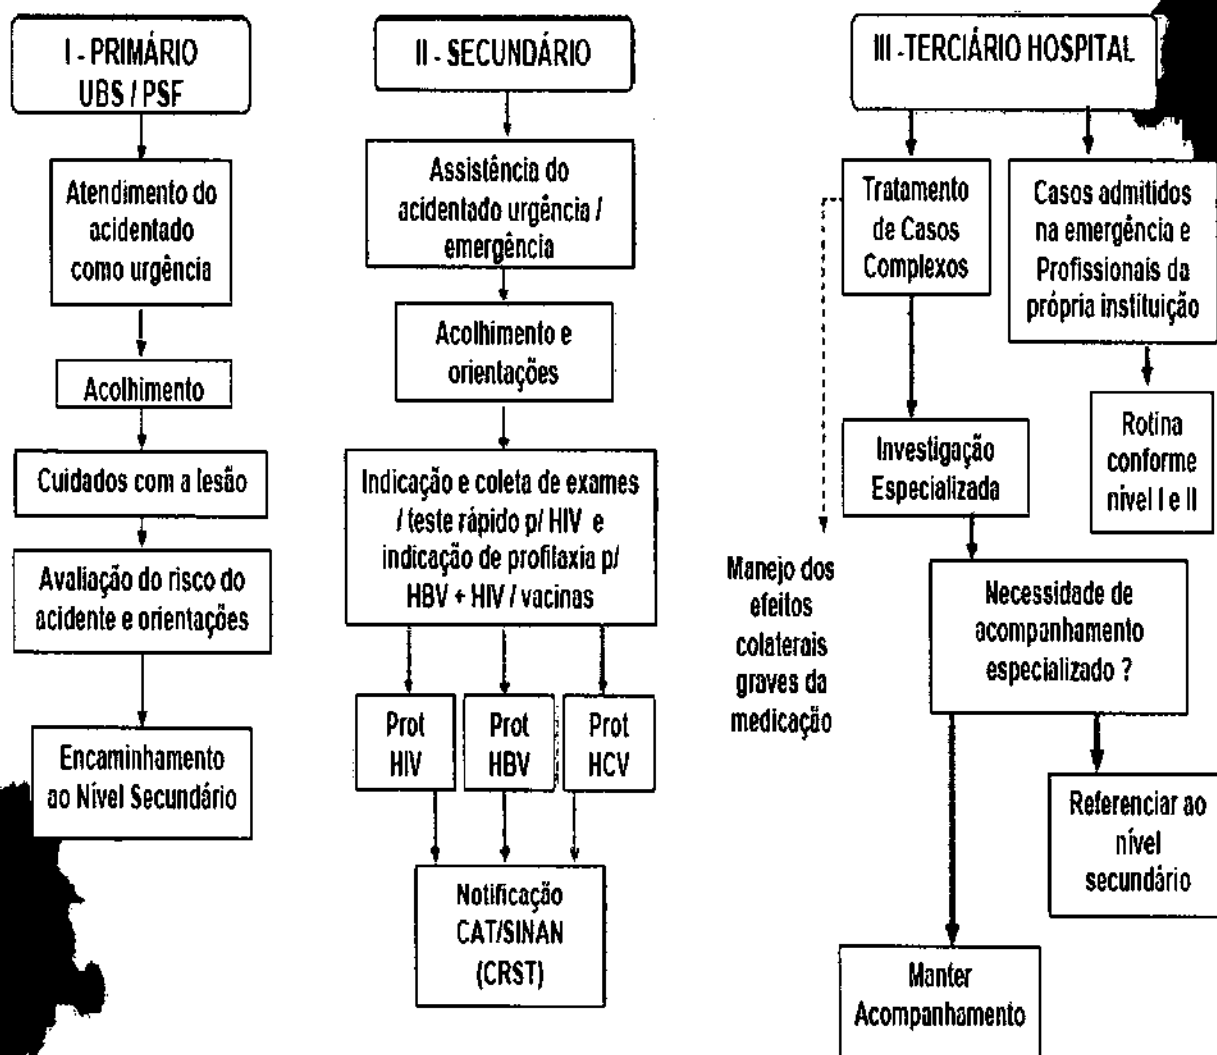 I - PRIMÁRIO
UBS / PSF
Atendimento do
acidentado
como urgência
Acolhimento
Cuidados com a lesão
Avaliação do risco do
acidente e orientações
Encaminhamento
ao Nível Secundário
II - SECUNDÁRIO
Assistência do
acidentado urgência /
emergência
Acolhimento e
orientações
Indicação e coleta de exames
/ teste rápido p/ HIV e
indicação de profilaxia p/
HBV + HIV / vacinas
Prot
HIV
Prot
HBV
Prot
HCV
Notificação
CAT/SINAN
(CRST)
III -TERCIÁRIO HOSPITAL
Tratamento
de Casos
Complexos
Casos admitidos
na emergência e
Profissionais da
própria instituição
Investigação
Especializada
Rotina
conforme
nível I e II
Manejo dos
efeitos
colaterais
graves da
medicação
Necessidade de
acompanhamento
especializado ?
Referenciar ao
nível
secundário
Manter
Acompanhamento